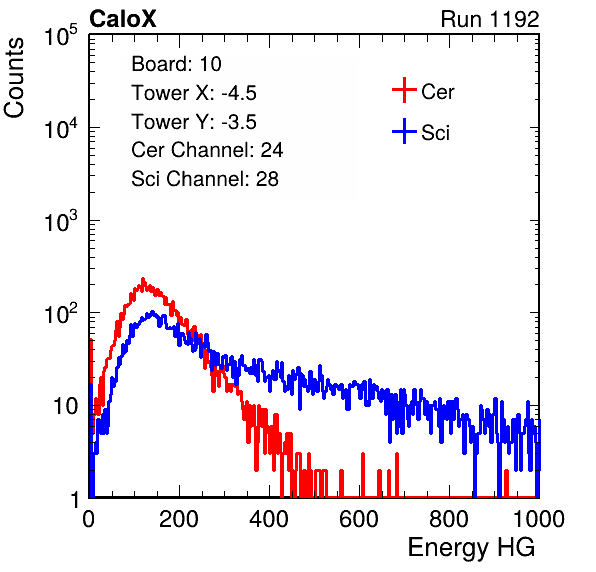 CaloX Run 1192
Counts
10^5
10^4
10^3
10^2
10
1
Board: 10
Tower X: -4.5
Tower Y: -3.5
Cer Channel: 24
Sci Channel: 28
Cer
Sci
0 200 400 600 800 1000
Energy HG